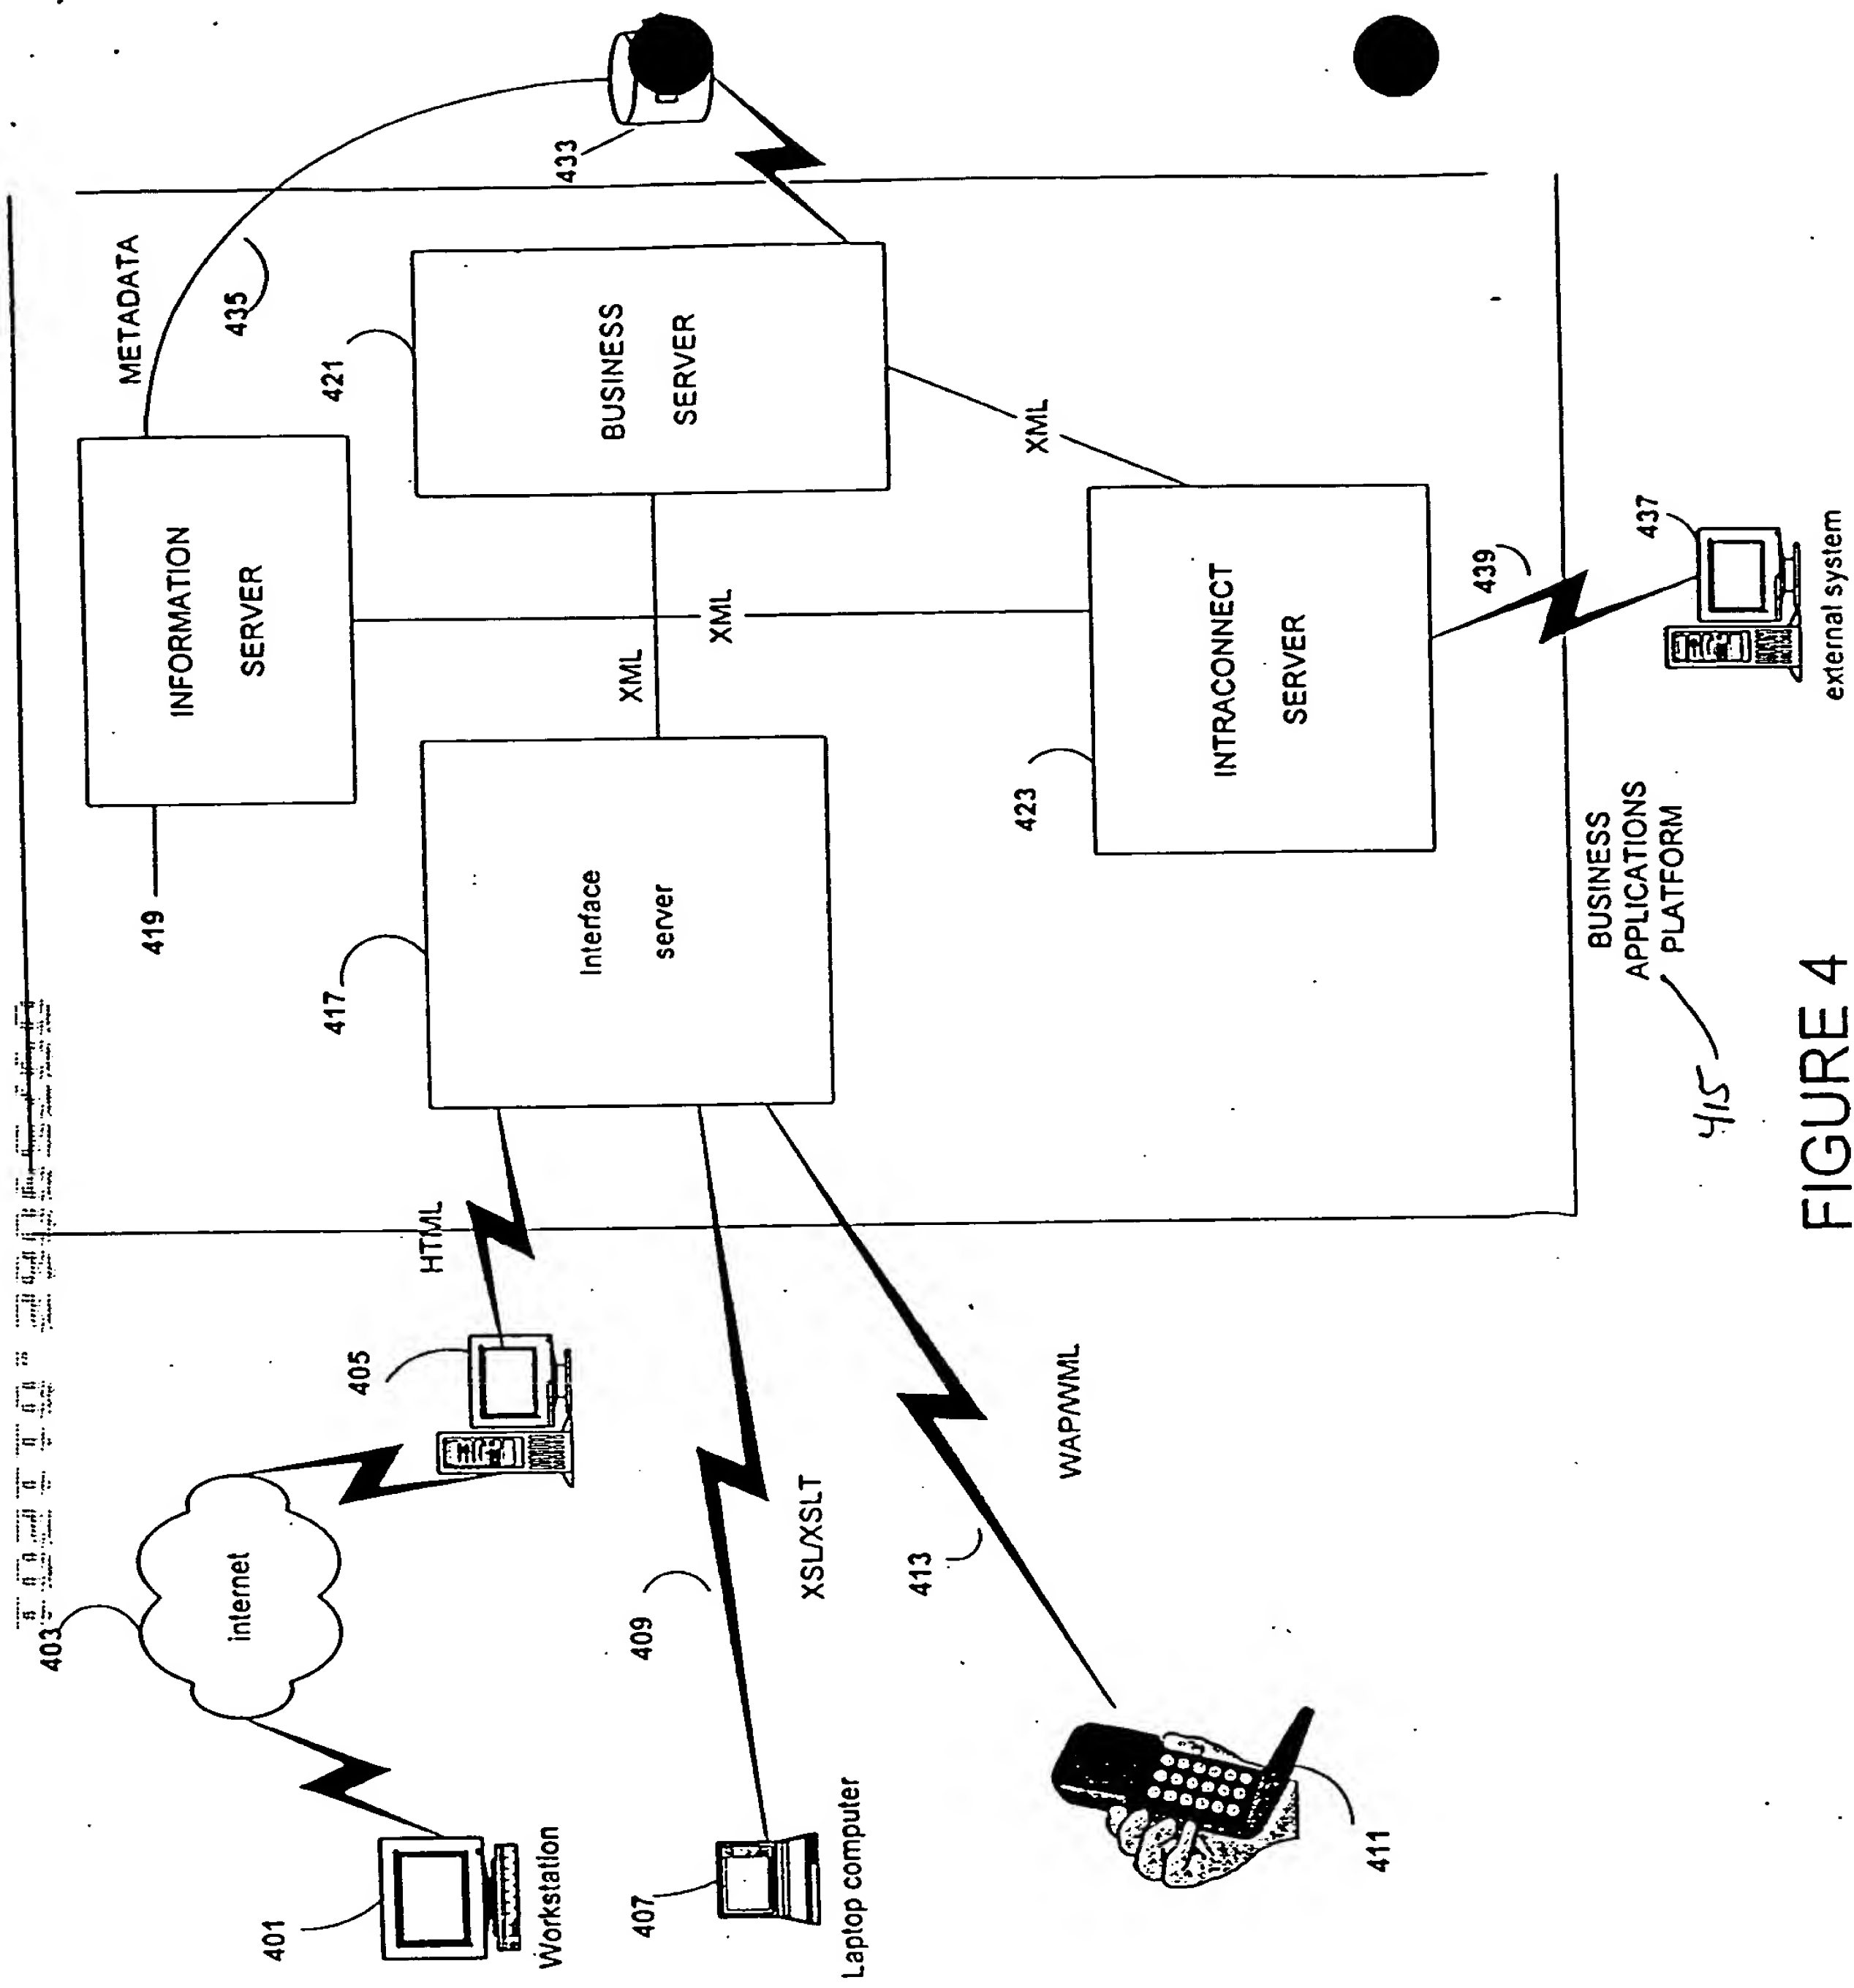 METADATA
435
433
INFORMATION
SERVER
419
421
BUSINESS
SERVER
XML
XML
XML
417
Interface
server
423
INTRACONNECT
SERVER
439
437
external system
BUSINESS
APPLICATIONS
PLATFORM
415
HTML
405
403
internet
401
Workstation
XSL/XSLT
409
407
Laptop computer
WAP/WML
413
411
FIGURE 4